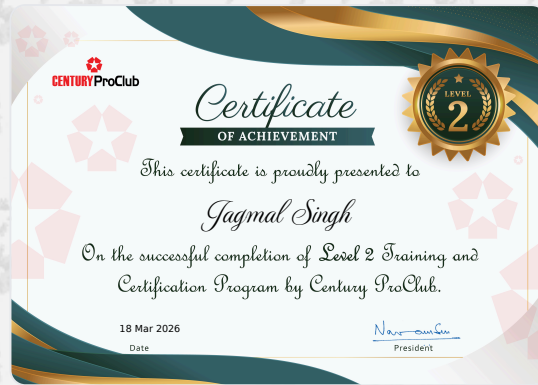 CENTURY ProClub
Certificate
OF ACHIEVEMENT
LEVEL
2
This certificate is proudly presented to
Jagmal Singh
On the successful completion of Level 2 Training and
Certification Program by Century ProClub.
18 Mar 2026
Date
President